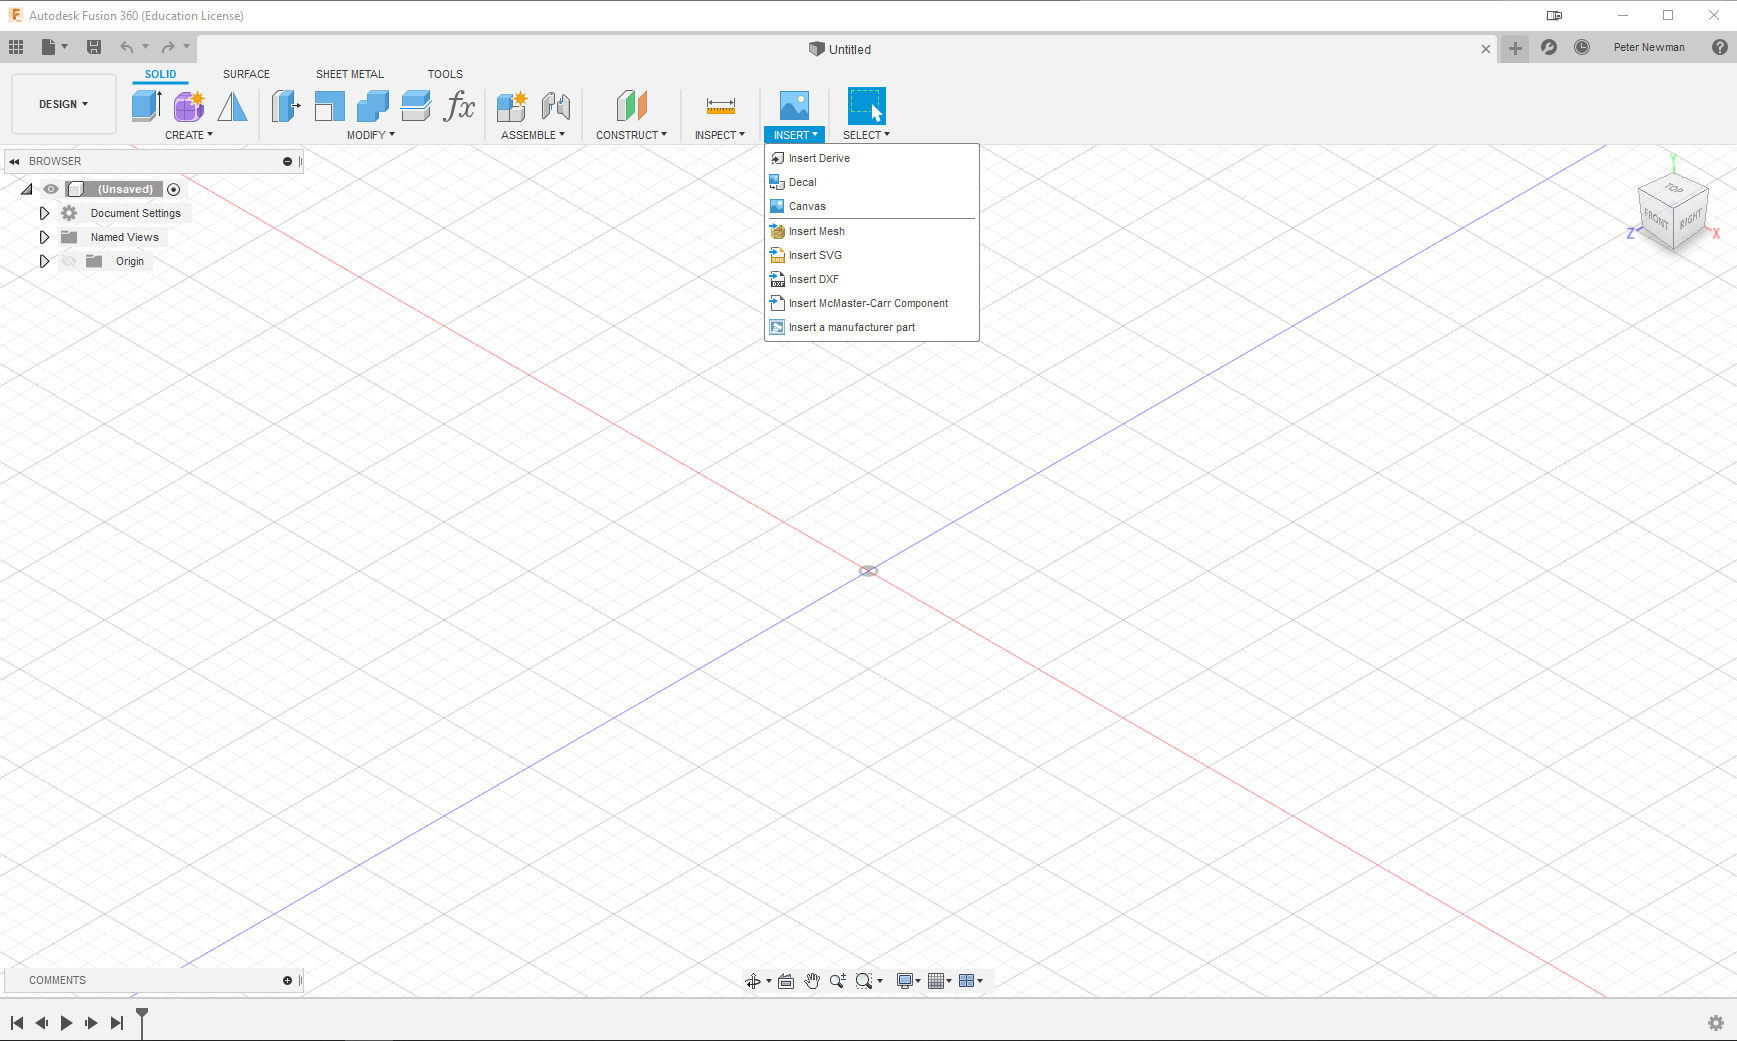 Autodesk Fusion 360 (Education License)
Untitled
Peter Newman
SOLID
SURFACE
SHEET METAL
TOOLS
DESIGN
CREATE
MODIFY
ASSEMBLE
CONSTRUCT
INSPECT
INSERT
SELECT
BROWSER
(Unsaved)
Document Settings
Named Views
Origin
Insert Derive
Decal
Canvas
Insert Mesh
Insert SVG
Insert DXF
Insert McMaster-Carr Component
Insert a manufacturer part
Y
TOP
FRONT
RIGHT
Z
X
COMMENTS